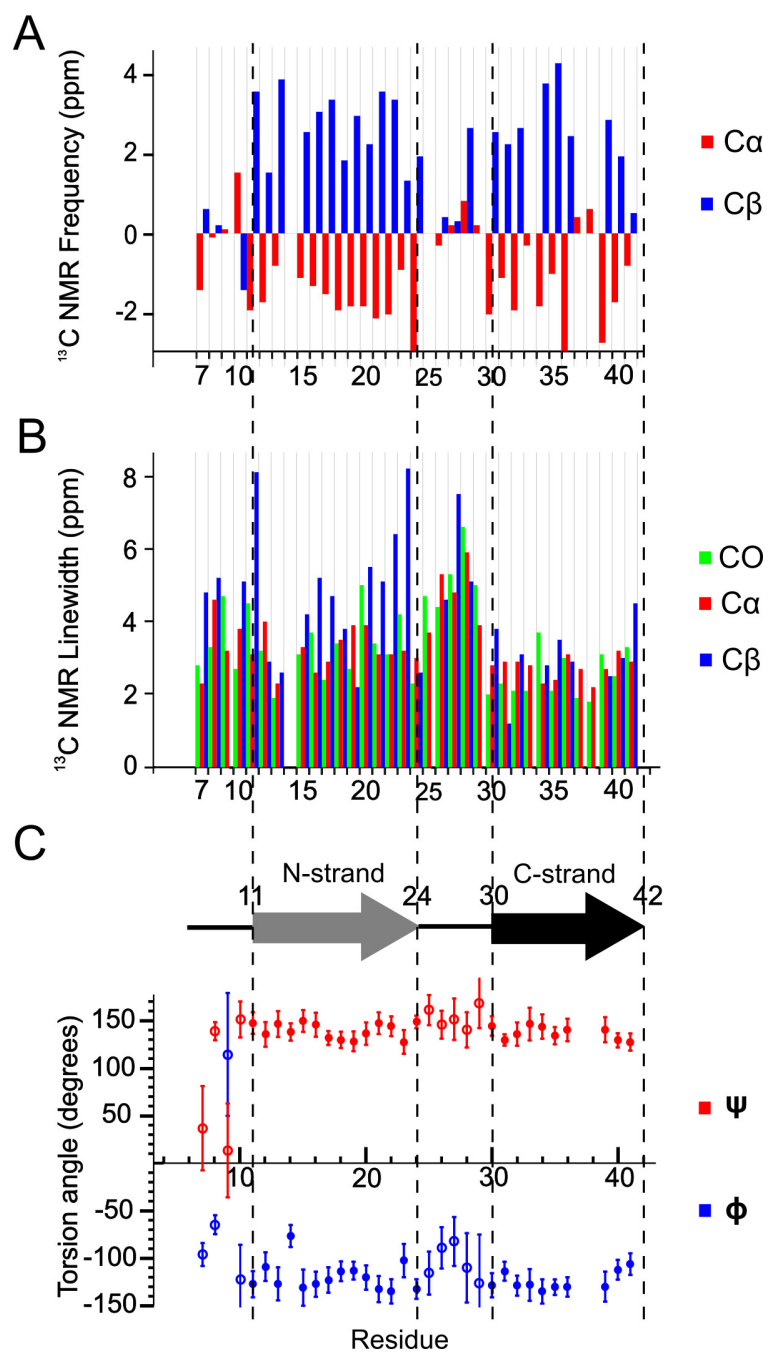 A
¹³C NMR Frequency (ppm)
4
2
0
-2
7 10 15 20 25 30 35 40
Cα
Cβ
B
¹³C NMR Linewidth (ppm)
8
6
4
2
0
7 10 15 20 25 30 35 40
CO
Cα
Cβ
C
N-strand C-strand
11 24 30 42
Torsion angle (degrees)
150
100
50
10 20 30 40
-50
-100
-150
Ψ
ϕ
Residue